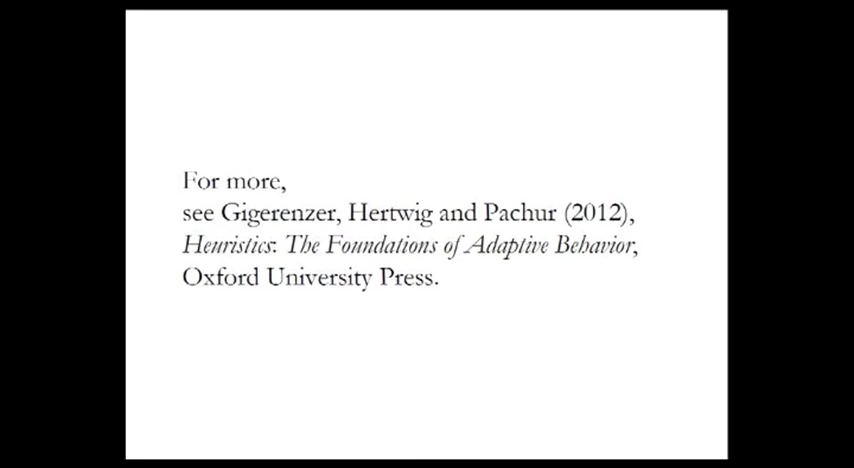 For more,
see Gigerenzer, Hertwig and Pachur (2012),
Heuristics: The Foundations of Adaptive Behavior,
Oxford University Press.